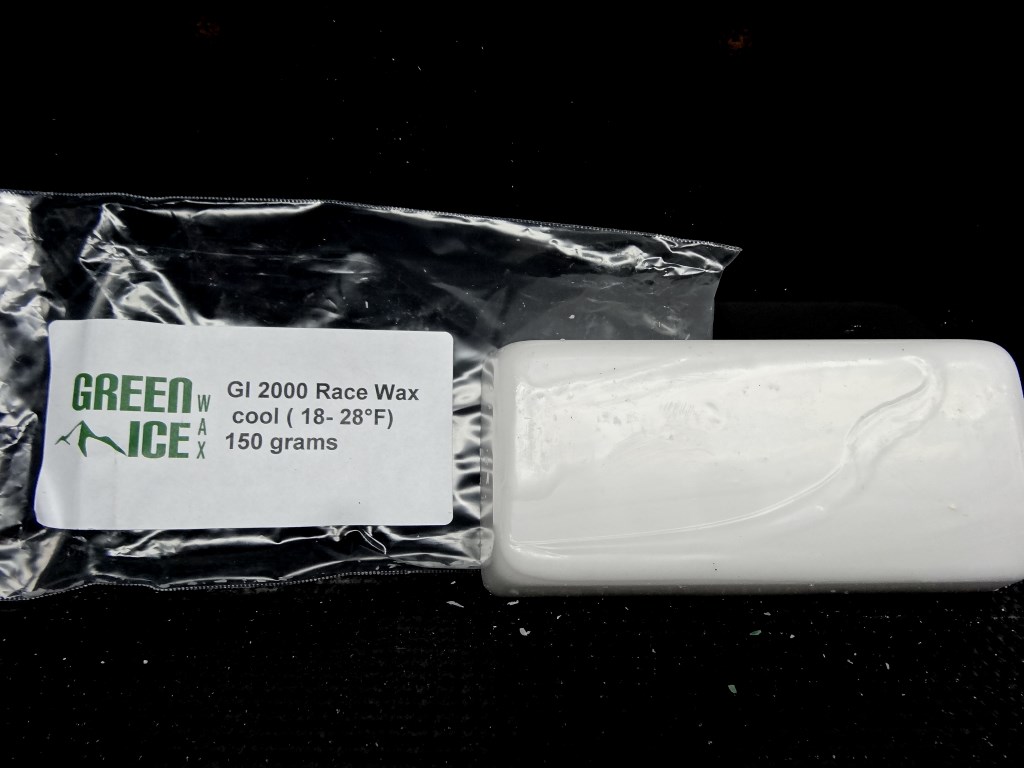 GREEN
ICE
WAX
GI 2000 Race Wax
cool ( 18- 28°F)
150 grams